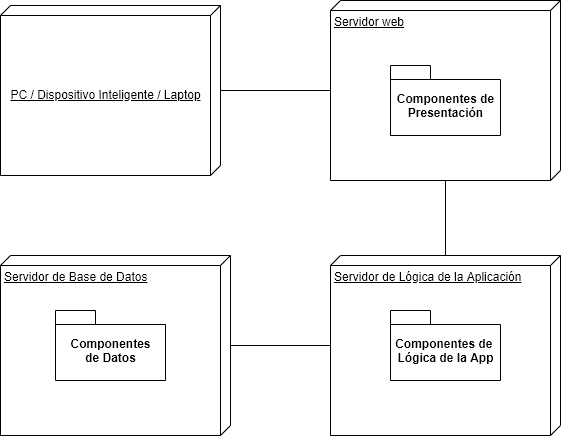 Servidor web
PC / Dispositivo Inteligente / Laptop
Componentes de
Presentación
Servidor de Base de Datos
Componentes
de Datos
Servidor de Lógica de la Aplicación
Componentes de
Lógica de la App